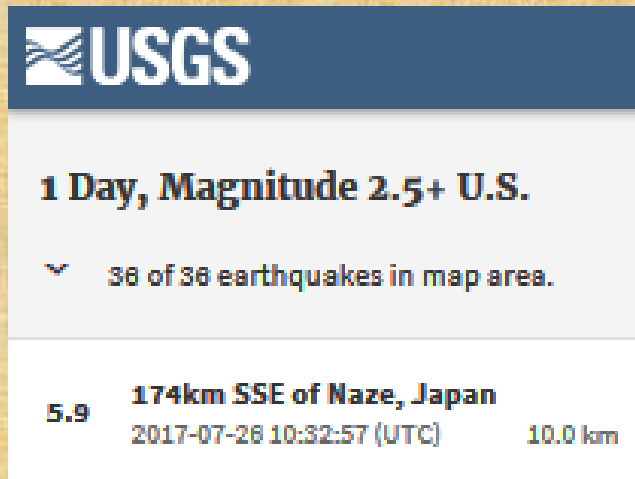 USGS
1 Day, Magnitude 2.5+ U.S.
36 of 36 earthquakes in map area.
5.9 174km SSE of Naze, Japan
2017-07-26 10:32:57 (UTC) 10.0 km